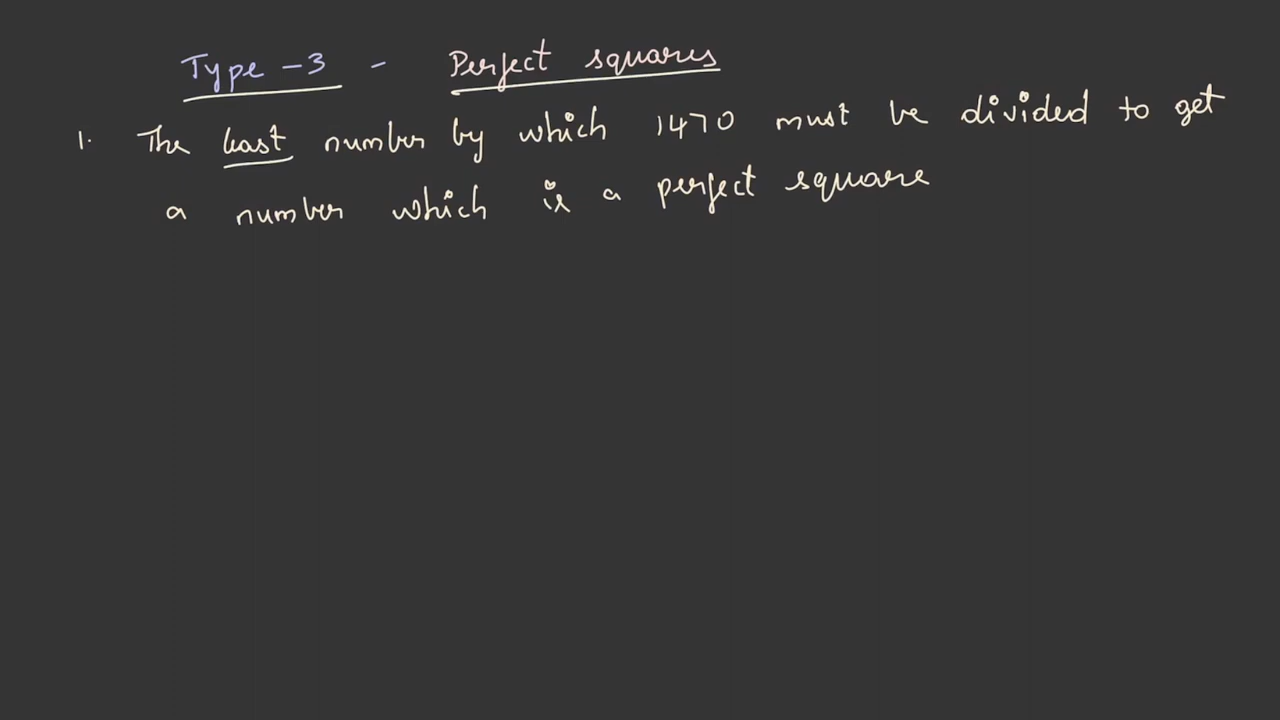 Type -3 - Perfect squares
1. The least number by which 1470 must be divided to get
a number which is a perfect square